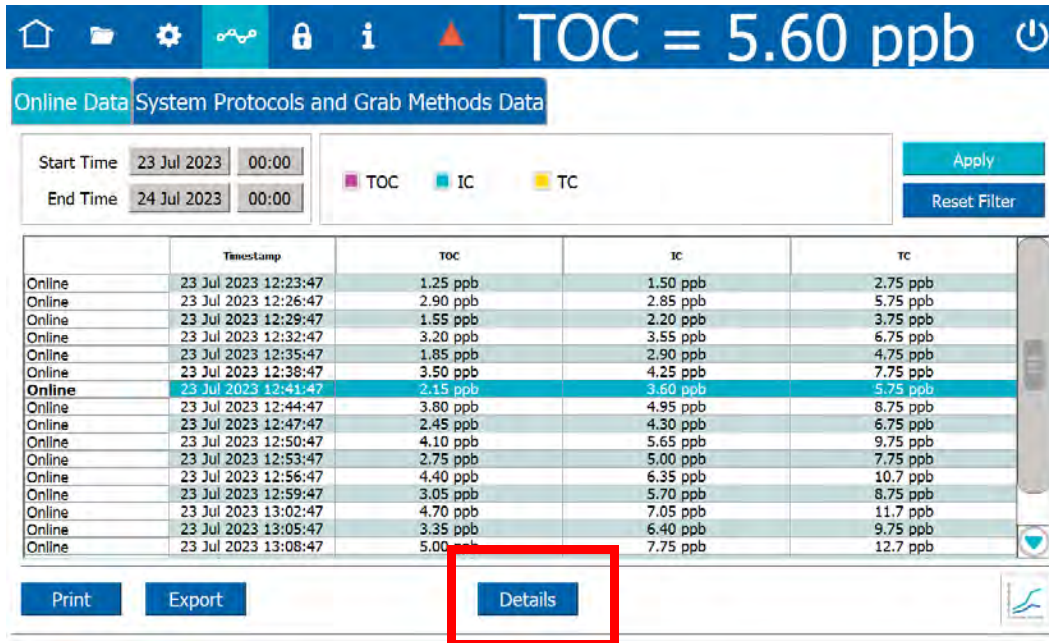 TOC = 5.60 ppb
Online Data System Protocols and Grab Methods Data
Start Time 23 Jul 2023 00:00
End Time 24 Jul 2023 00:00
TOC IC TC
Apply
Reset Filter
Timestamp TOC IC TC
Online 23 Jul 2023 12:23:47 1.25 ppb 1.50 ppb 2.75 ppb
Online 23 Jul 2023 12:26:47 2.90 ppb 2.85 ppb 5.75 ppb
Online 23 Jul 2023 12:29:47 1.55 ppb 2.20 ppb 3.75 ppb
Online 23 Jul 2023 12:32:47 3.20 ppb 3.55 ppb 6.75 ppb
Online 23 Jul 2023 12:35:47 1.85 ppb 2.90 ppb 4.75 ppb
Online 23 Jul 2023 12:38:47 3.50 ppb 4.25 ppb 7.75 ppb
Online 23 Jul 2023 12:41:47 2.15 ppb 3.60 ppb 5.75 ppb
Online 23 Jul 2023 12:44:47 3.80 ppb 4.95 ppb 8.75 ppb
Online 23 Jul 2023 12:47:47 2.45 ppb 4.30 ppb 6.75 ppb
Online 23 Jul 2023 12:50:47 4.10 ppb 5.65 ppb 9.75 ppb
Online 23 Jul 2023 12:53:47 2.75 ppb 5.00 ppb 7.75 ppb
Online 23 Jul 2023 12:56:47 4.40 ppb 6.35 ppb 10.7 ppb
Online 23 Jul 2023 12:59:47 3.05 ppb 5.70 ppb 8.75 ppb
Online 23 Jul 2023 13:02:47 4.70 ppb 7.05 ppb 11.7 ppb
Online 23 Jul 2023 13:05:47 3.35 ppb 6.40 ppb 9.75 ppb
Online 23 Jul 2023 13:08:47 5.00 ppb 7.75 ppb 12.7 ppb
Print Export Details